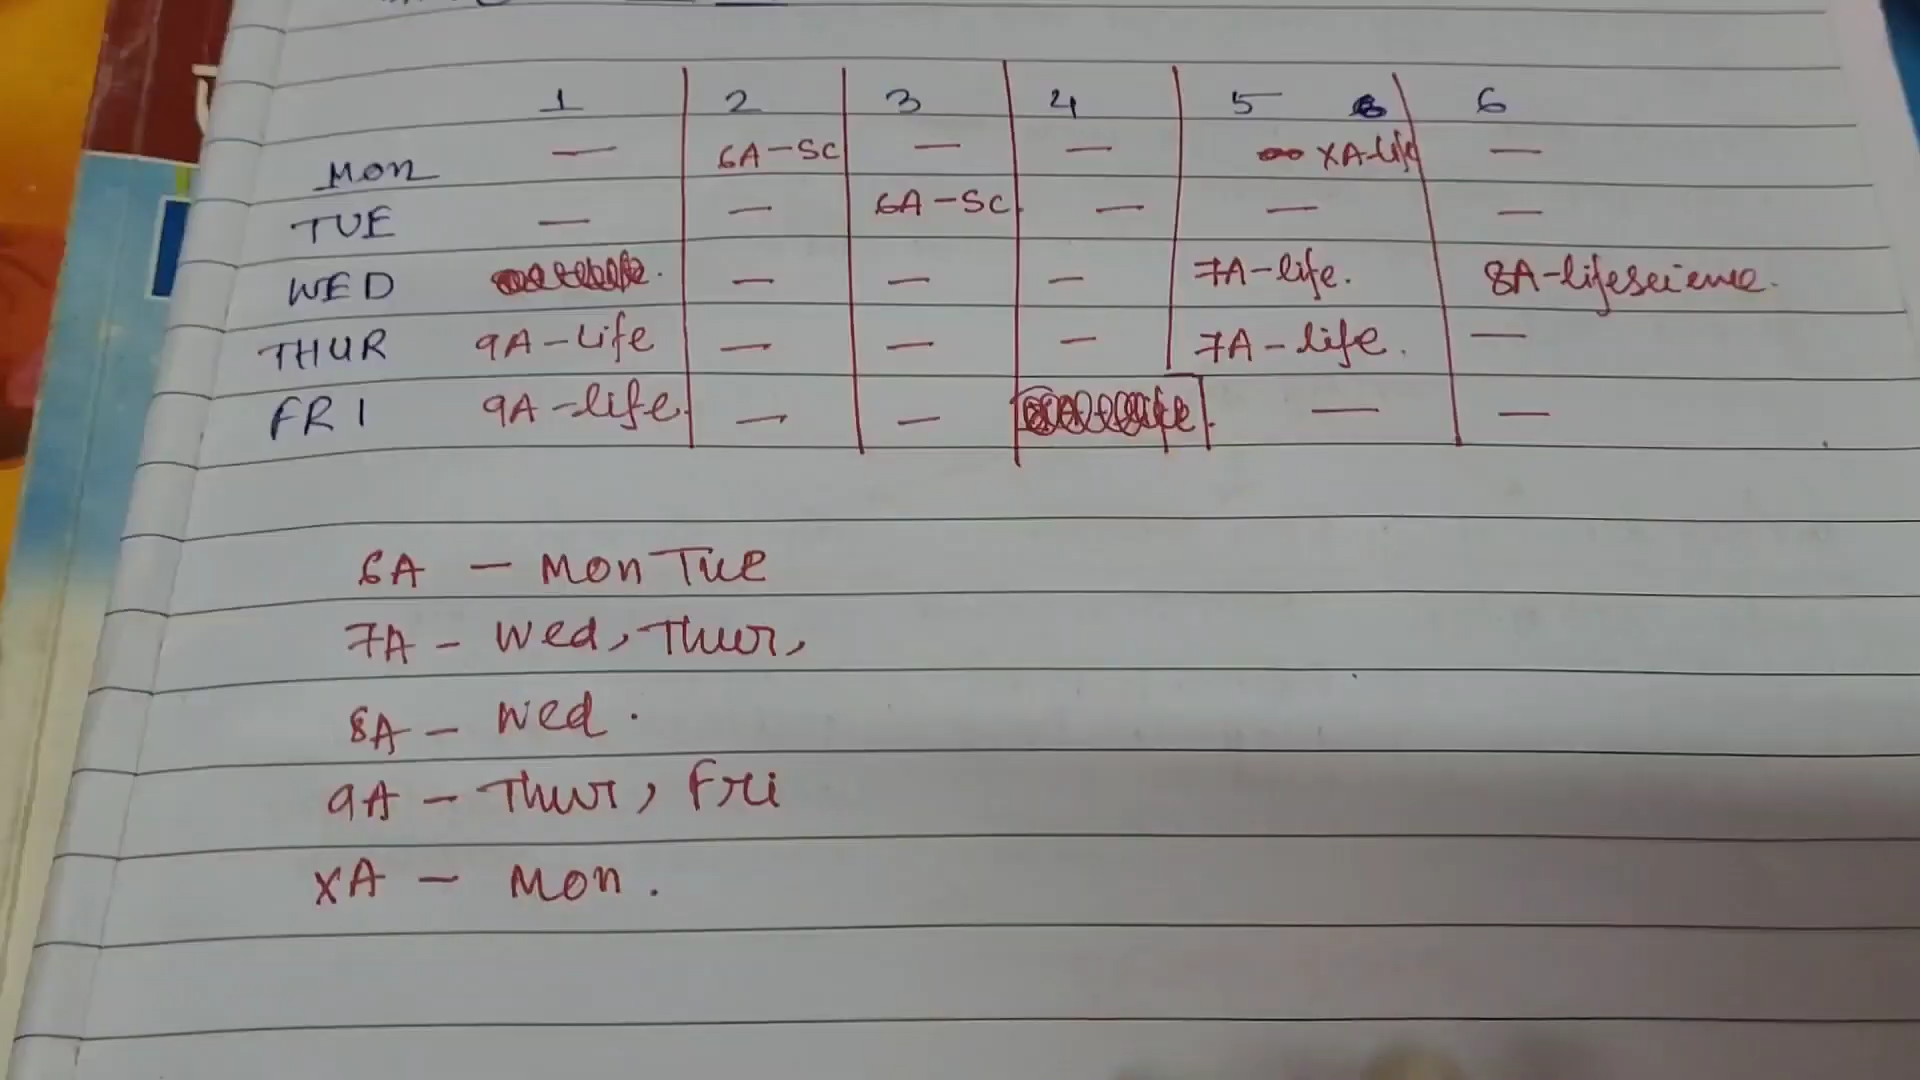 1 2 3 4 5 6
MON — 6A-SC — — XA-life —
TUE — — 6A-SC — — —
WED — — — 7A-life. 8A-lifescience.
THUR 9A-Life — — — 7A-life. —
FRI 9A-life. — — — —
6A - Mon Tue
7A - Wed, Thur,
8A - Wed.
9A - Thur, Fri
XA - Mon.